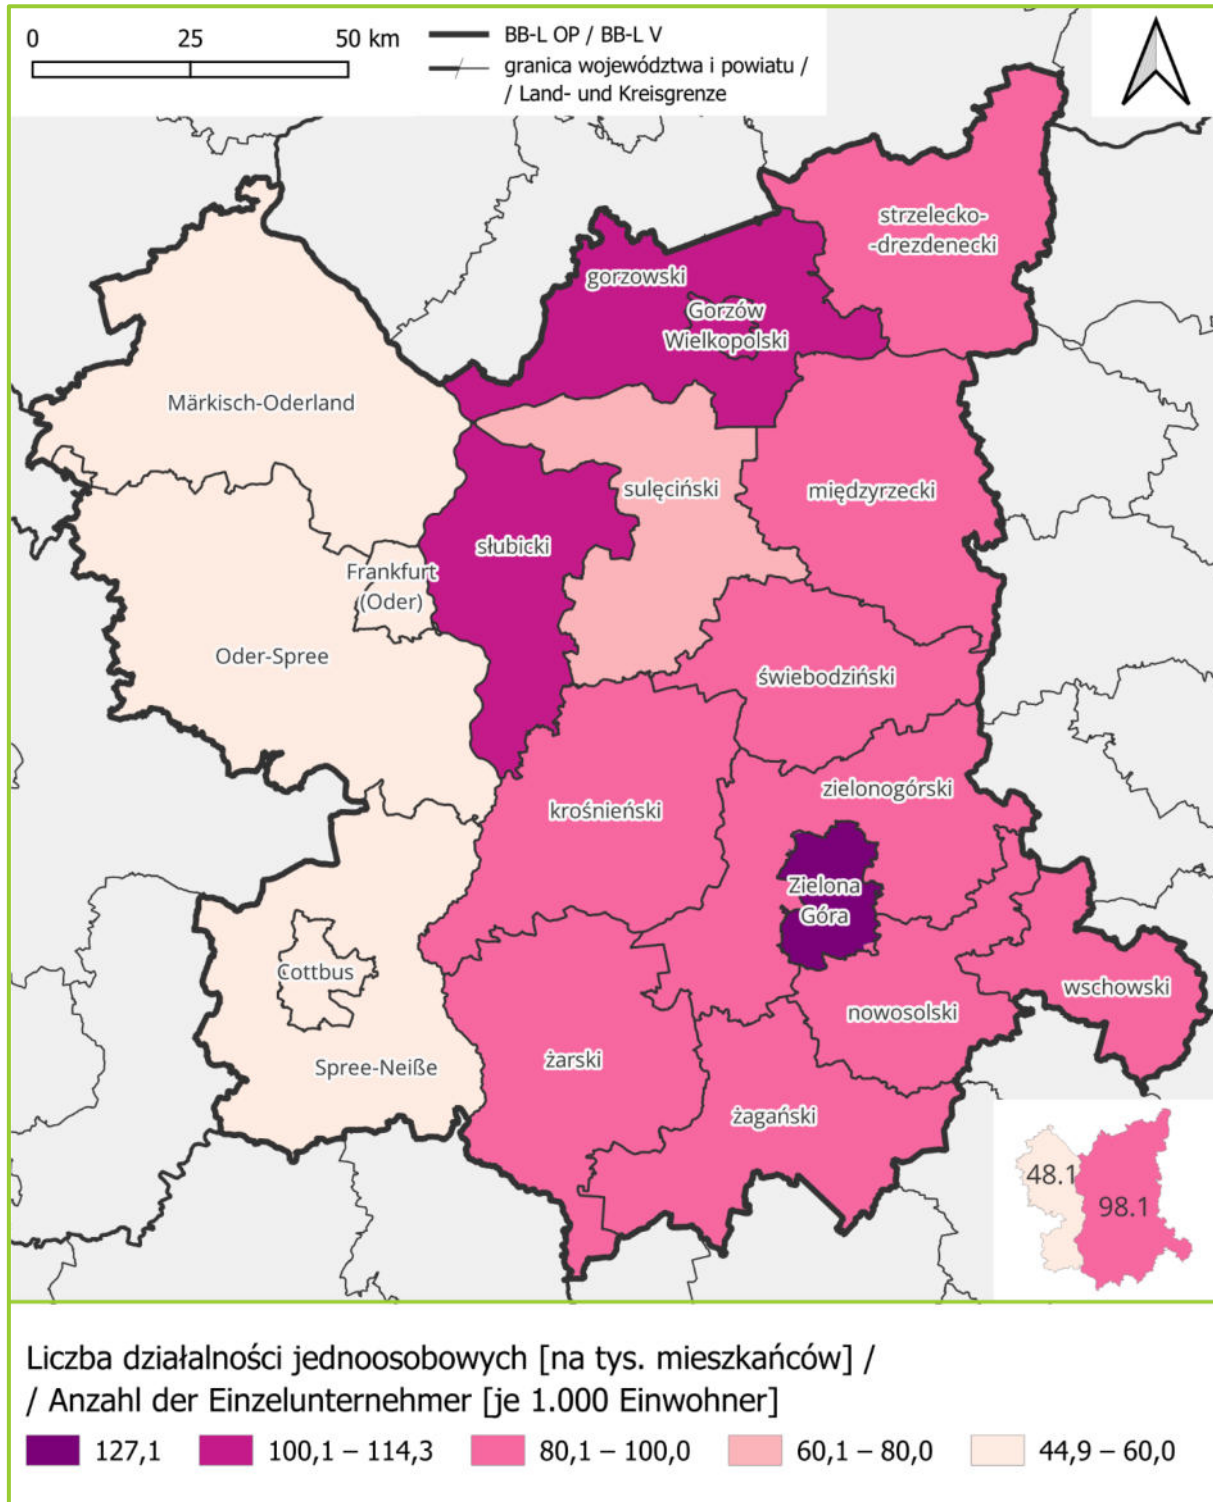 0 25 50 km
BB-L OP / BB-L V
granica województwa i powiatu /
/ Land- und Kreisgrenze
strzelecko-
-drezdenecki
gorzowski
Gorzów
Wielkopolski
Märkisch-Oderland
sulęciński
międzyrzecki
słubicki
Frankfurt
(Oder)
Oder-Spree
świebodziński
zielonogórski
krośnieński
Zielona
Góra
Cottbus
wschowski
nowosolski
Spree-Neiße
żarski
żagański
48.1
98.1
Liczba działalności jednoosobowych [na tys. mieszkańców] /
/ Anzahl der Einzelunternehmer [je 1.000 Einwohner]
127,1 100,1 – 114,3 80,1 – 100,0 60,1 – 80,0 44,9 – 60,0